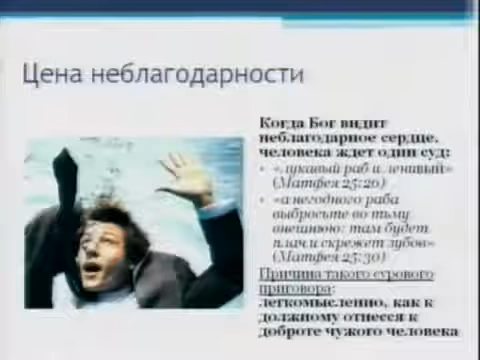 Цена неблагодарности
Когда Бог видит
неблагодарное сердце,
человека ждет один суд:
• «лукавый раб и ленивый»
(Матфея 25:20)
• «а негодного раба
выбросьте во тьму
внешнюю: там будет
плач и скрежет зубов»
(Матфея 25:30)
Причина такого сурового
приговора:
легкомысленно, как к
должному отнесся к
доброте чужого человека